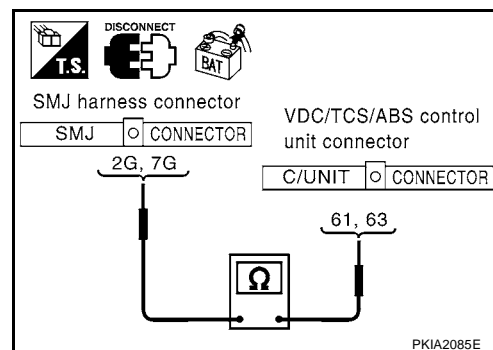 T.S.
DISCONNECT
BAT
SMJ harness connector
SMJ CONNECTOR
2G, 7G
VDC/TCS/ABS control
unit connector
C/UNIT CONNECTOR
61, 63
Ω
PKIA2085E